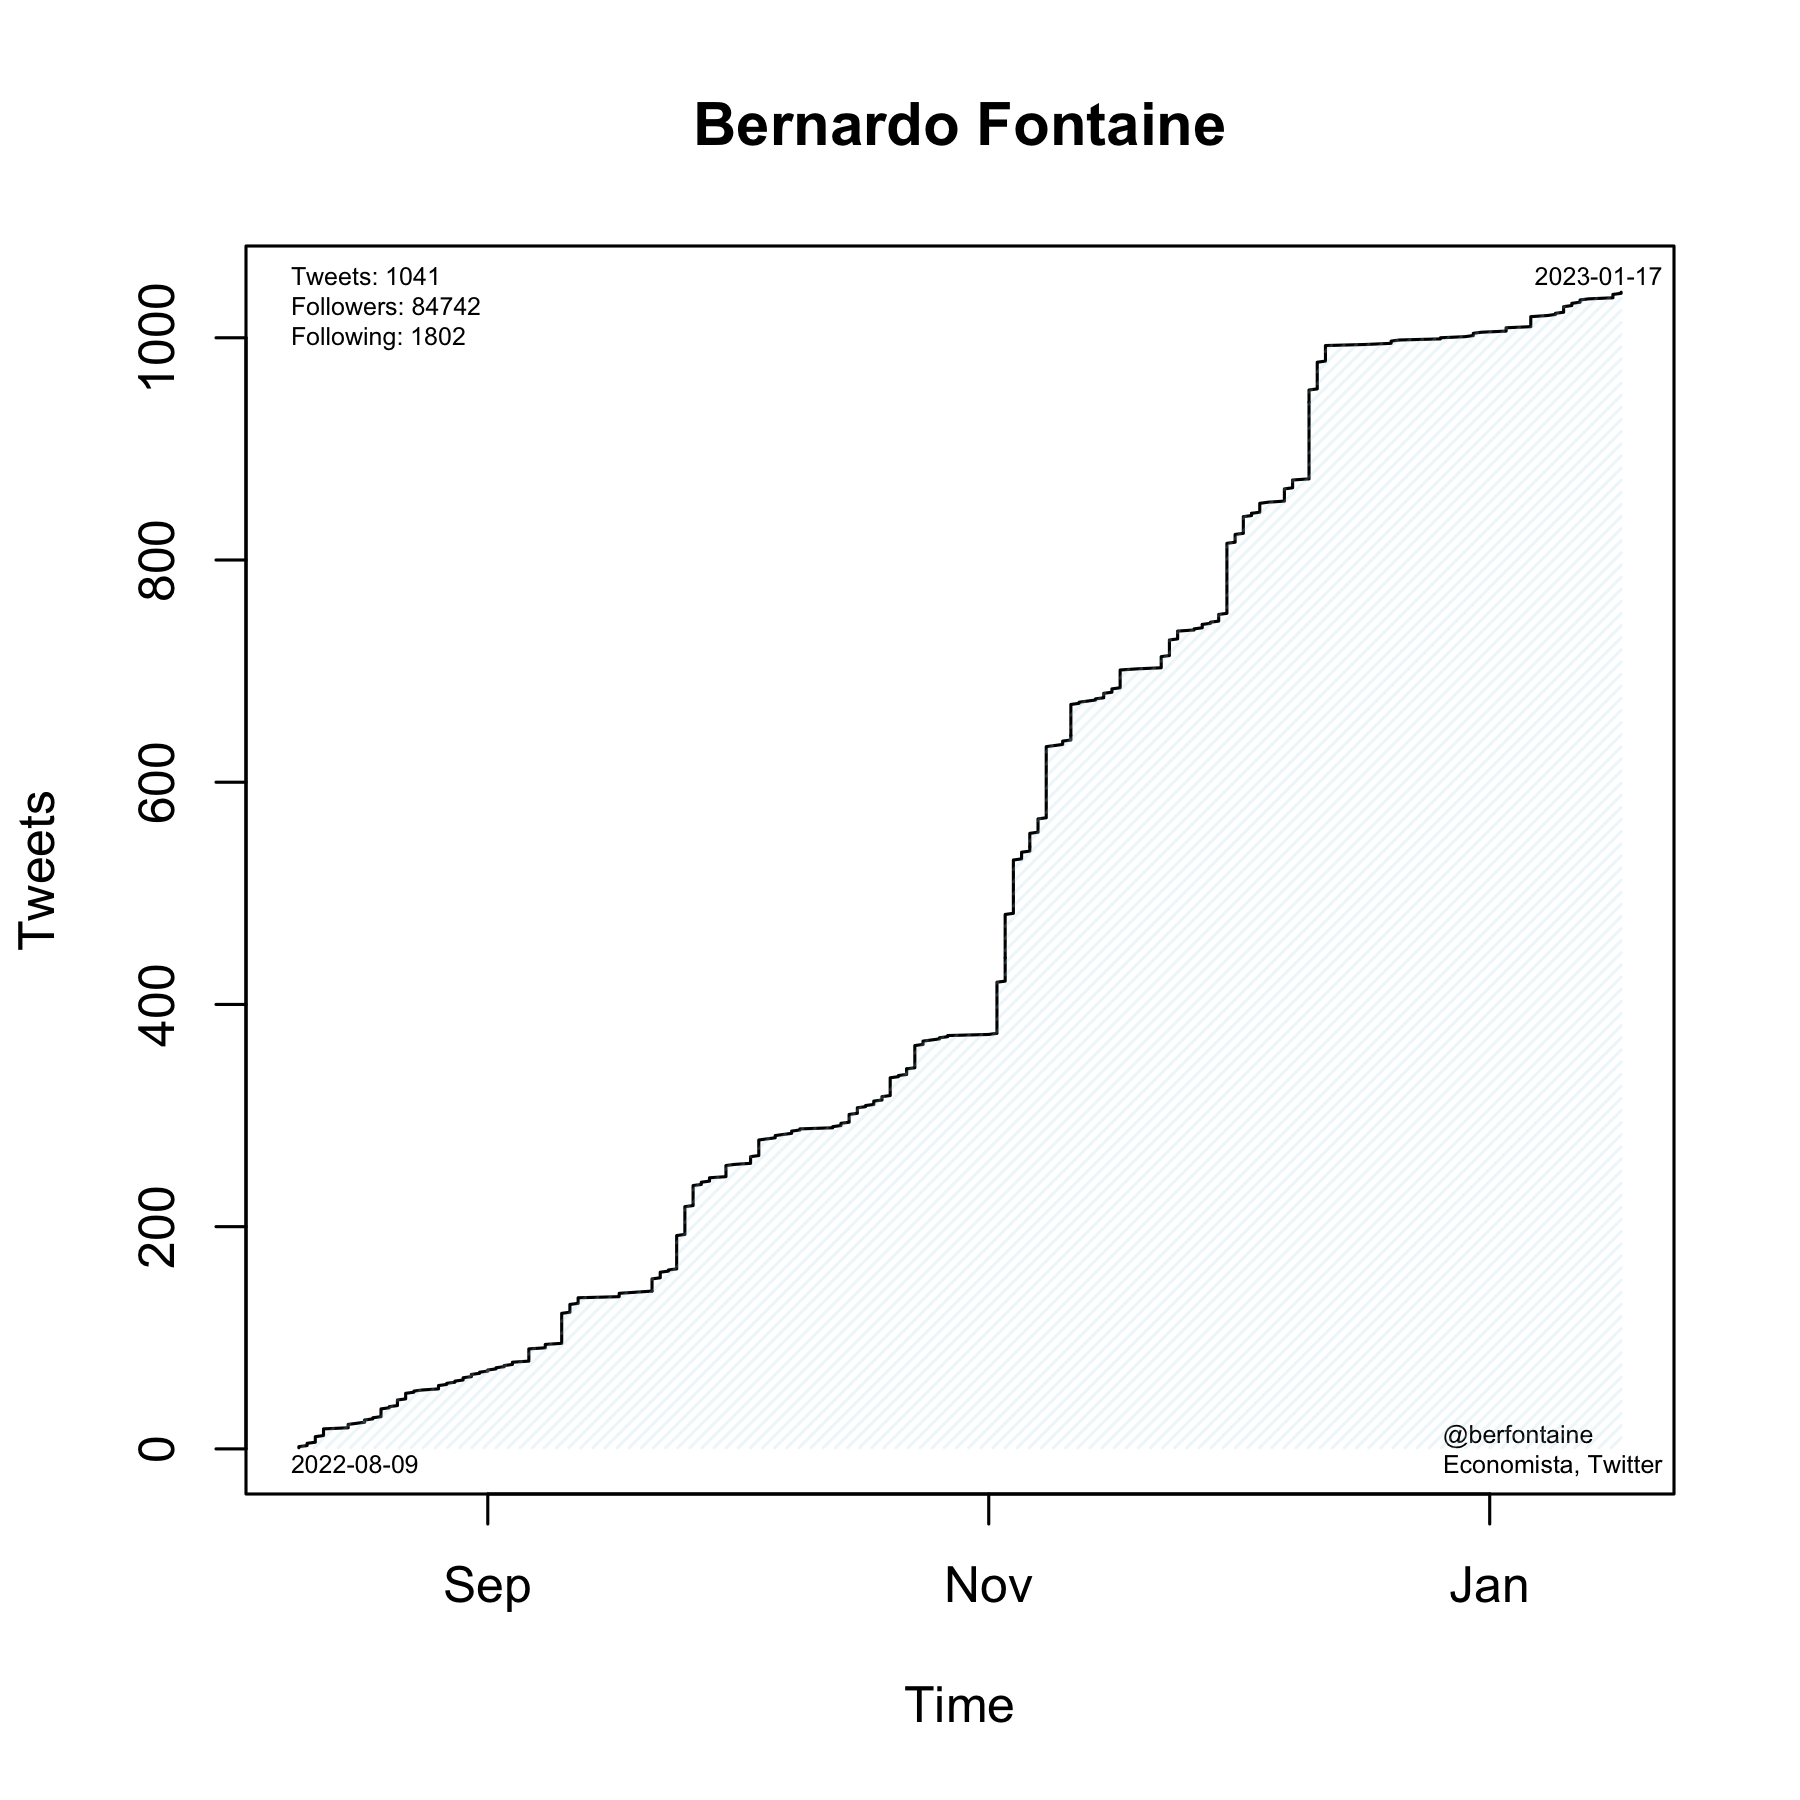 Bernardo Fontaine
Tweets: 1041
Followers: 84742
Following: 1802
2023-01-17
1000
800
600
400
200
0
Tweets
2022-08-09
@berfontaine
Economista, Twitter
Sep
Nov
Jan
Time